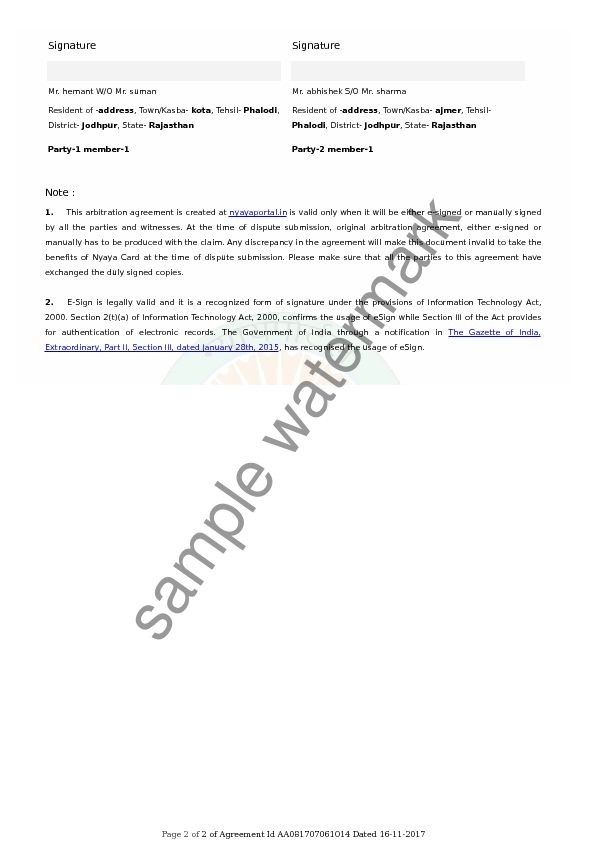 Signature
Signature
Mr. hemant W/O Mr. suman
Mr. abhishek S/O Mr. sharma
Resident of -address, Town/Kasba- kota, Tehsil- Phalodi,
District- Jodhpur, State- Rajasthan
Resident of -address, Town/Kasba- ajmer, Tehsil-
Phalodi, District- Jodhpur, State- Rajasthan
Party-1 member-1
Party-2 member-1
Note :
1. This arbitration agreement is created at nyayaportal.in is valid only when it will be either e-signed or manually signed
by all the parties and witnesses. At the time of dispute submission, original arbitration agreement, either e-signed or
manually has to be produced with the claim. Any discrepancy in the agreement will make this document invalid to take the
benefits of Nyaya Card at the time of dispute submission. Please make sure that all the parties to this agreement have
exchanged the duly signed copies.
2. E-Sign is legally valid and it is a recognized form of signature under the provisions of Information Technology Act,
2000. Section 2(t)(a) of Information Technology Act, 2000, confirms the usage of eSign while Section III of the Act provides
for authentication of electronic records. The Government of India through a notification in The Gazette of India,
Extraordinary, Part II, Section III, dated January 28th, 2015, has recognised the usage of eSign.
sample watermark
Page 2 of 2 of Agreement Id AA081707061014 Dated 16-11-2017